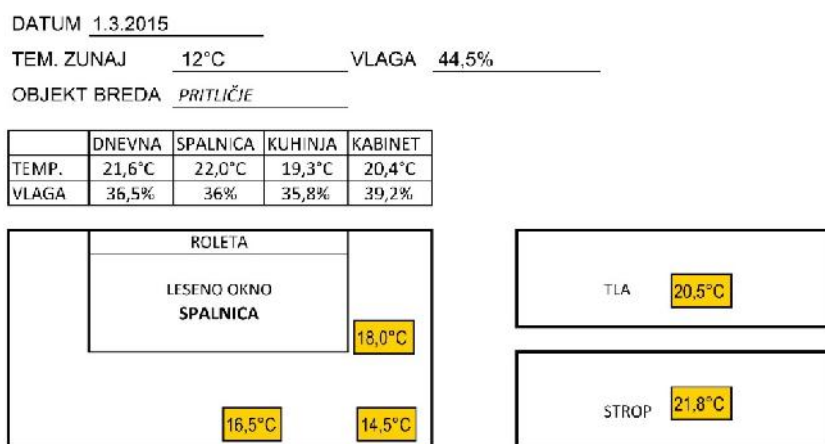 DATUM 1.3.2015
TEM. ZUNAJ 12°C VLAGA 44,5%
OBJEKT BREDA PRITLIČJE
DNEVNA SPALNICA KUHINJA KABINET
TEMP. 21,6°C 22,0°C 19,3°C 20,4°C
VLAGA 36,5% 36% 35,8% 39,2%
ROLETA
LESENO OKNO
SPALNICA
18,0°C
16,5°C 14,5°C
TLA 20,5°C
STROP 21,8°C